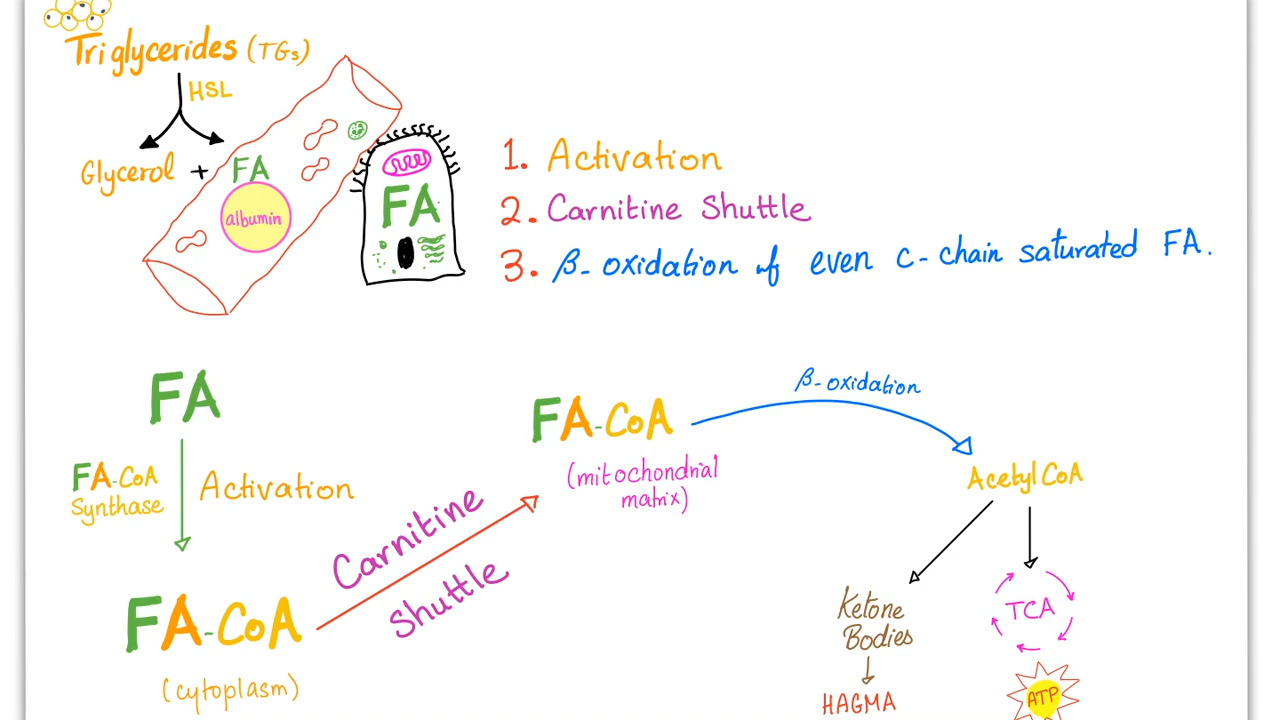 Triglycerides (TGs)
HSL
Glycerol + FA
albumin
FA
1. Activation
2. Carnitine Shuttle
3. β-oxidation of even c-chain saturated FA.
FA
FA-CoA
Synthase
Activation
FA-CoA
(cytoplasm)
Carnitine
Shuttle
FA-CoA
(mitochondrial
matrix)
β-oxidation
Acetyl CoA
Ketone
Bodies
HAGMA
TCA
ATP